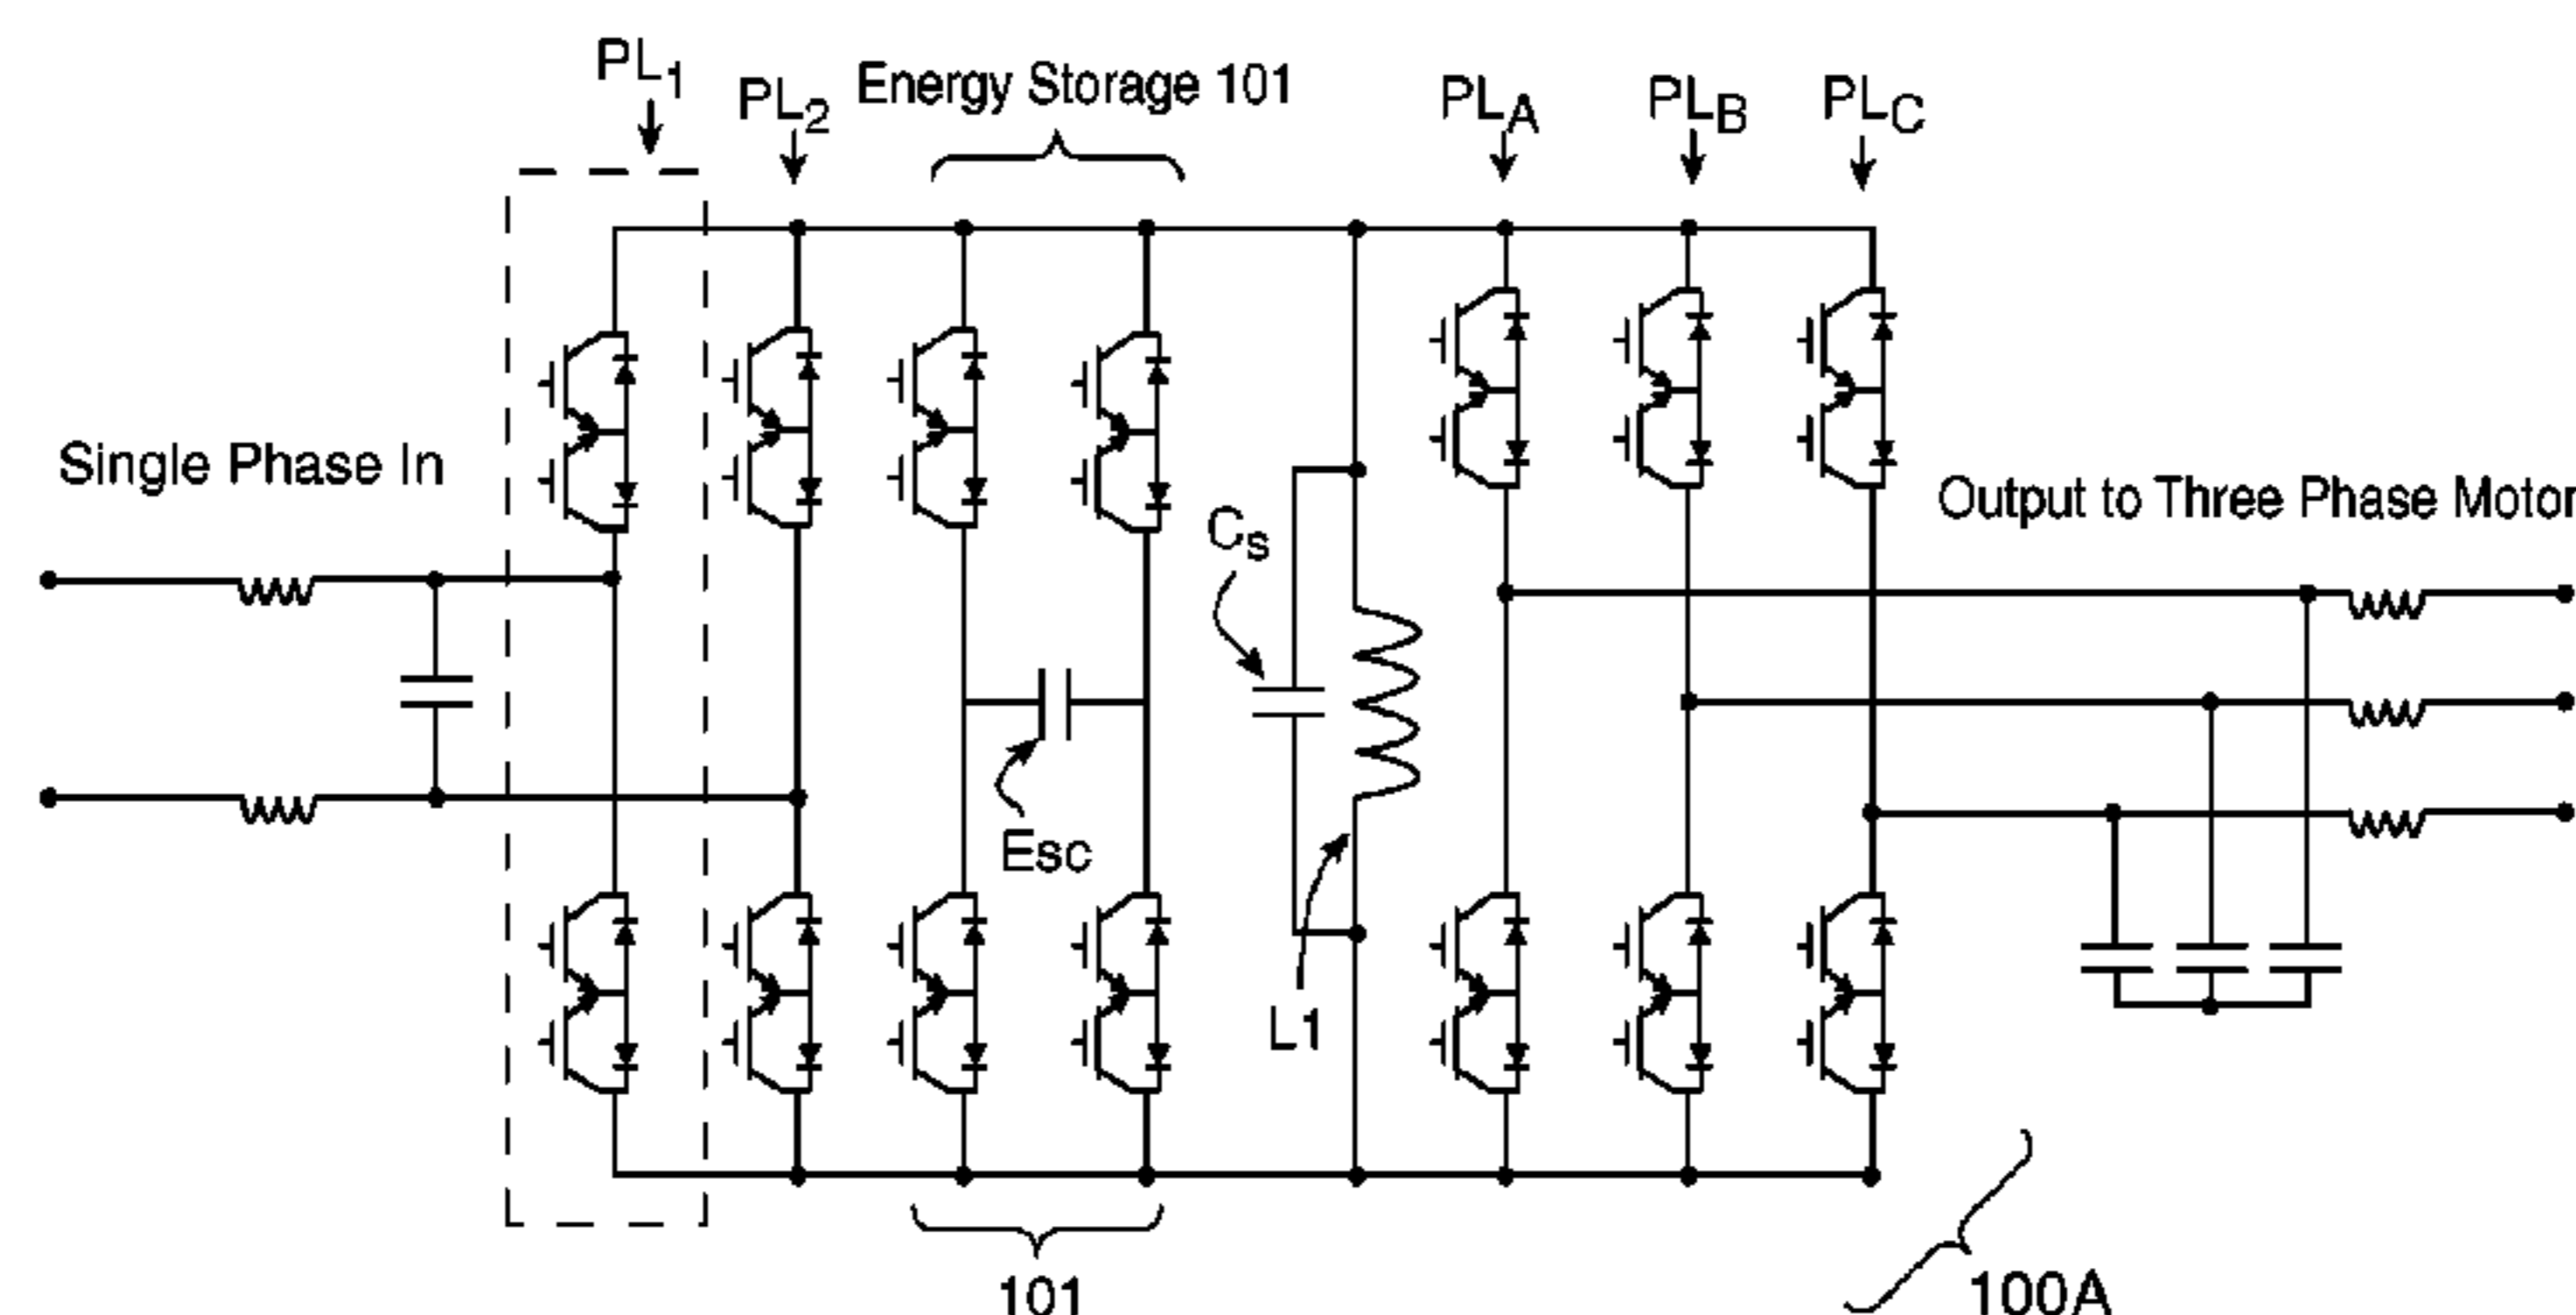 PL1
PL2
Energy Storage 101
PLA
PLB
PLC
Single Phase In
Output to Three Phase Motor
Cs
Esc
L1
101
100A